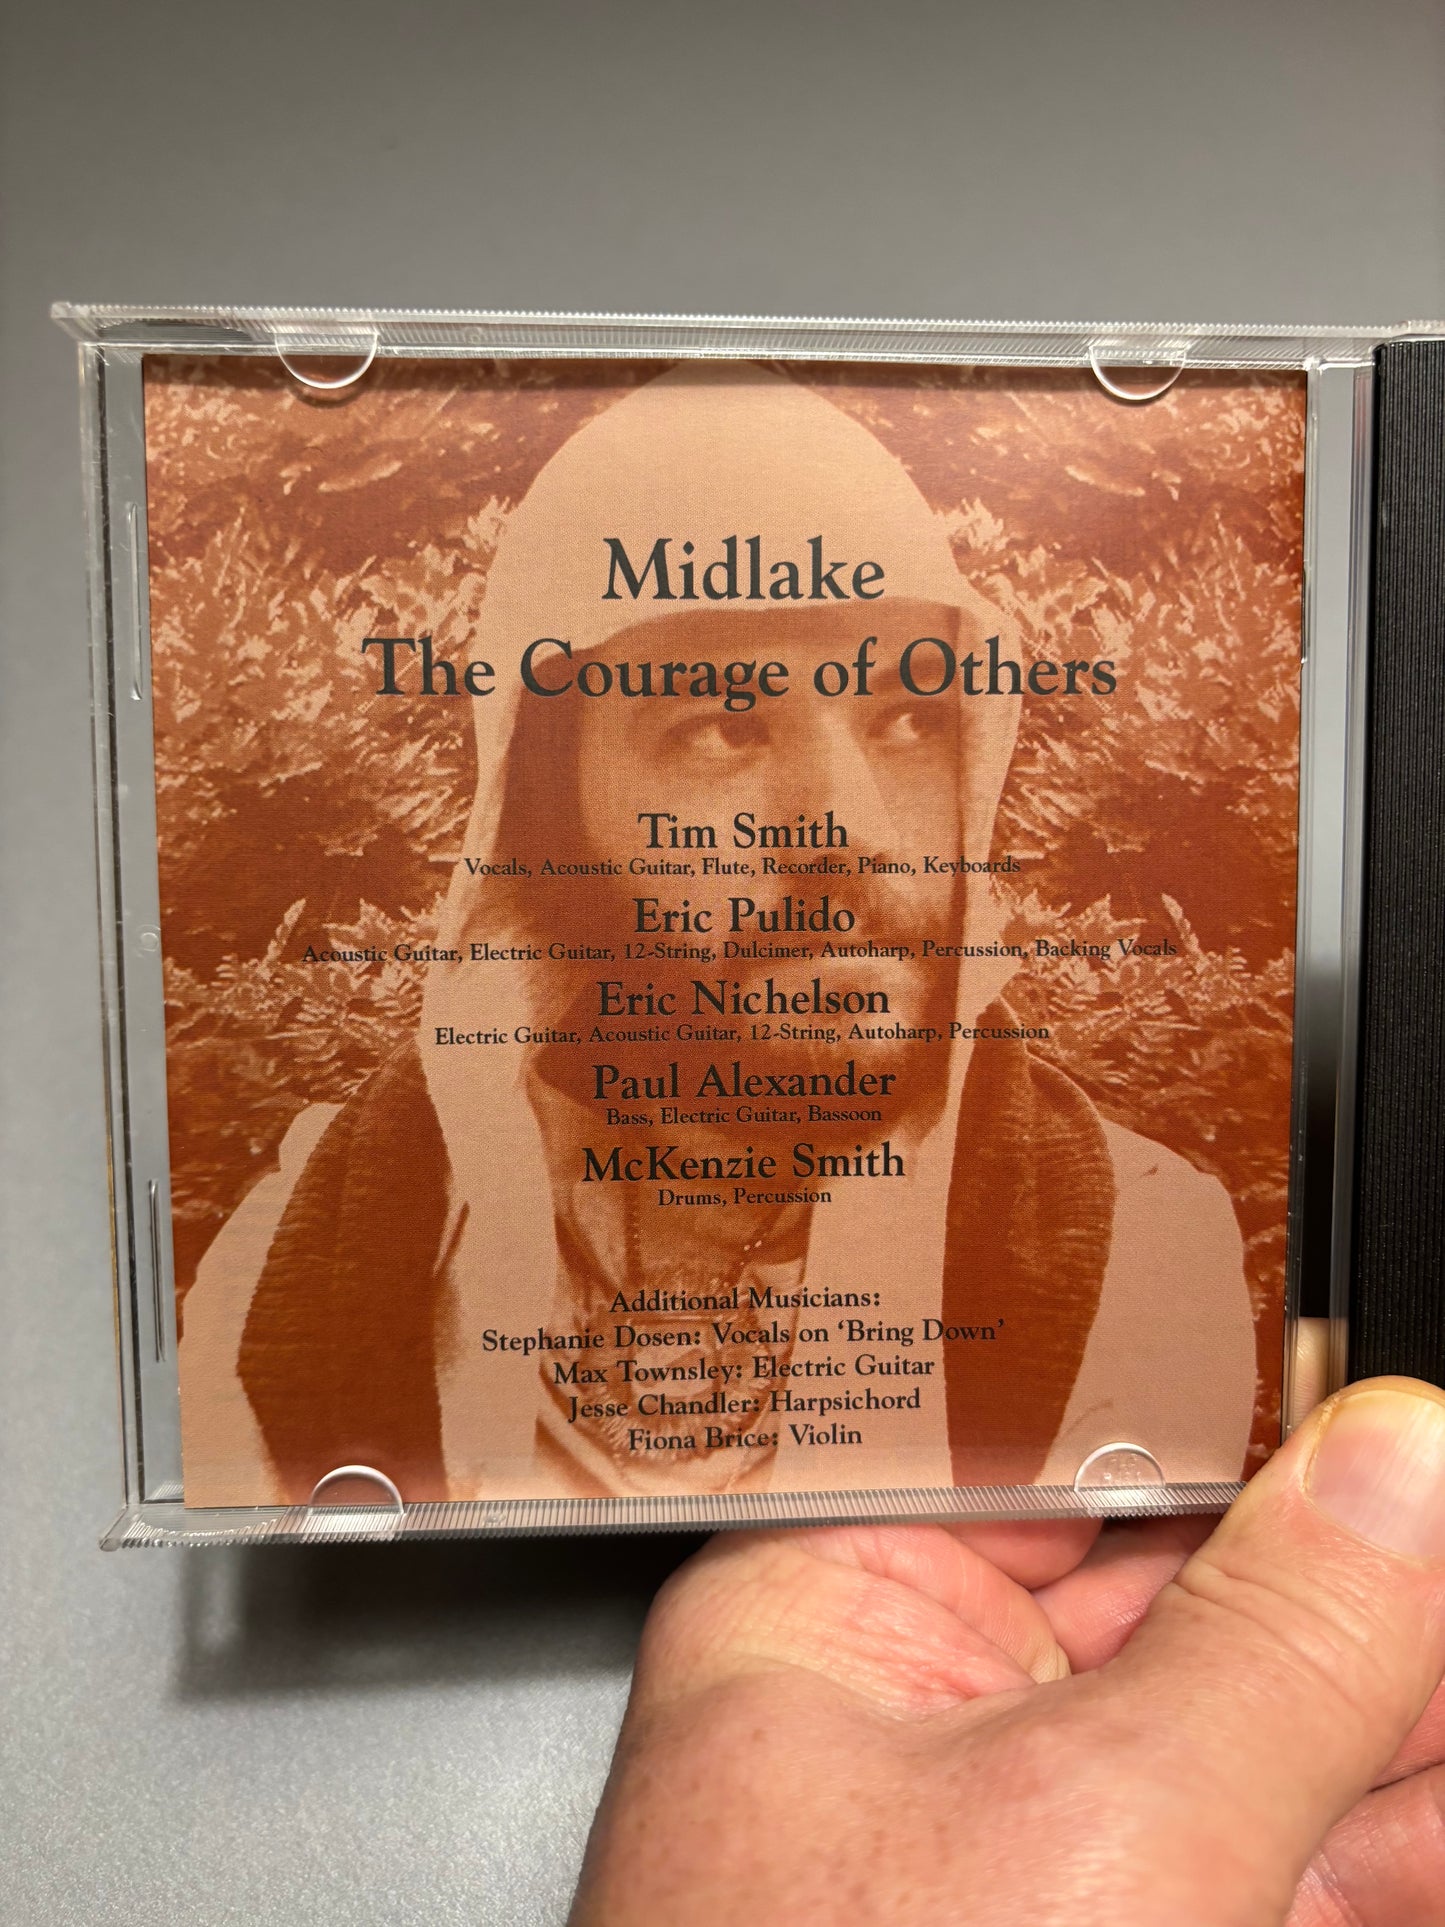 Midlake
The Courage of Others
Tim Smith
Vocals, Acoustic Guitar, Flute, Recorder, Piano, Keyboards
Eric Pulido
Acoustic Guitar, Electric Guitar, 12-String, Dulcimer, Autoharp, Percussion, Backing Vocals
Eric Nichelson
Electric Guitar, Acoustic Guitar, 12-String, Autoharp, Percussion
Paul Alexander
Bass, Electric Guitar, Bassoon
McKenzie Smith
Drums, Percussion
Additional Musicians:
Stephanie Dosen: Vocals on ‘Bring Down’
Max Townsley: Electric Guitar
Jesse Chandler: Harpsichord
Fiona Brice: Violin